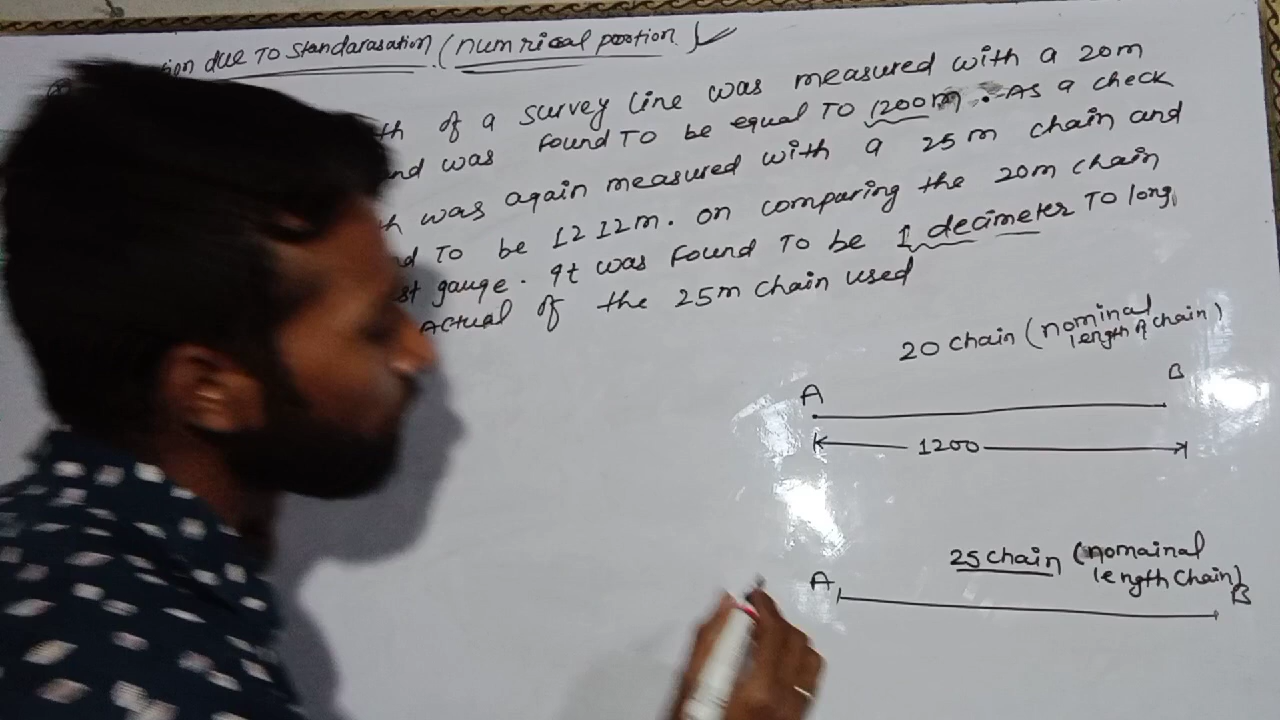 ion due To Standarasation (numrical portion)
th of a survey line was measured with a 20m
nd was found To be equal To 1200m. As a check
h was again measured with a 25m chain and
nd To be 1212m. on comparing the 20m chain
st gauge. It was found To be 1 decimeter To long,
Actual of the 25m chain used
20 chain (nominal
length of chain)
A
B
1200
25 chain (nomainal
length chain)
A
B